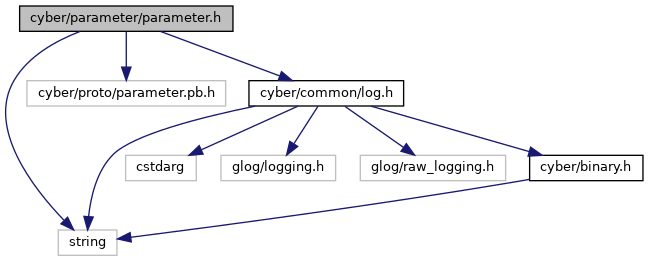 cyber/parameter/parameter.h
cyber/proto/parameter.pb.h
cyber/common/log.h
cstdarg
glog/logging.h
glog/raw_logging.h
cyber/binary.h
string